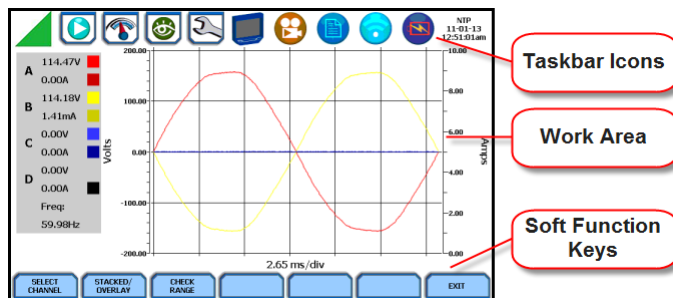 NTP
11-01-13
12:51:01am
Taskbar Icons
A 114.47V
0.00A
B 114.18V
1.41mA
C 0.00V
0.00A
D 0.00V
0.00A
Freq:
59.98Hz
200.00
100.00
0.00
-100.00
-200.00
Volts
10.00
8.00
6.00
4.00
2.00
0.00
Amps
2.65 ms/div
Work Area
Soft Function
Keys
SELECT
CHANNEL
STACKED/
OVERLAY
CHECK
RANGE
EXIT